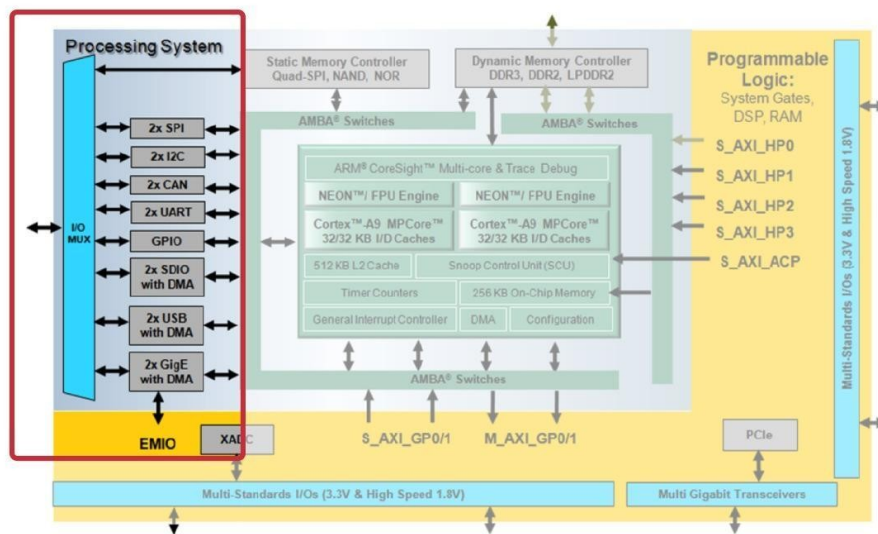 Processing System
Static Memory Controller
Quad-SPI, NAND, NOR
Dynamic Memory Controller
DDR3, DDR2, LPDDR2
Programmable
Logic:
System Gates,
DSP, RAM
AMBA® Switches
AMBA® Switches
I/O
MUX
2x SPI
2x I2C
2x CAN
2x UART
GPIO
2x SDIO
with DMA
2x USB
with DMA
2x GigE
with DMA
EMIO
ARM® CoreSight™ Multi-core & Trace Debug
NEON™/ FPU Engine
NEON™/ FPU Engine
Cortex™-A9 MPCore™
32/32 KB I/D Caches
Cortex™-A9 MPCore™
32/32 KB I/D Caches
512 KB L2 Cache
Snoop Control Unit (SCU)
Timer Counters
256 KB On-Chip Memory
General Interrupt Controller
DMA
Configuration
AMBA® Switches
S_AXI_HP0
S_AXI_HP1
S_AXI_HP2
S_AXI_HP3
S_AXI_ACP
Multi-Standards I/Os (3.3V & High Speed 1.8V)
XADC
S_AXI_GP0/1
M_AXI_GP0/1
PCIe
Multi-Standards I/Os (3.3V & High Speed 1.8V)
Multi Gigabit Transceivers